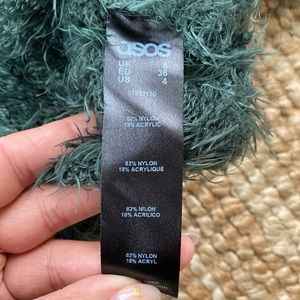 asos
UK 6
EU 36
US 4
82% NYLON
18% ACRYLIC
82% NYLON
18% ACRYLIQUE
82% NYLON
18% ACRILICO
82% NYLON
18% ACRYL